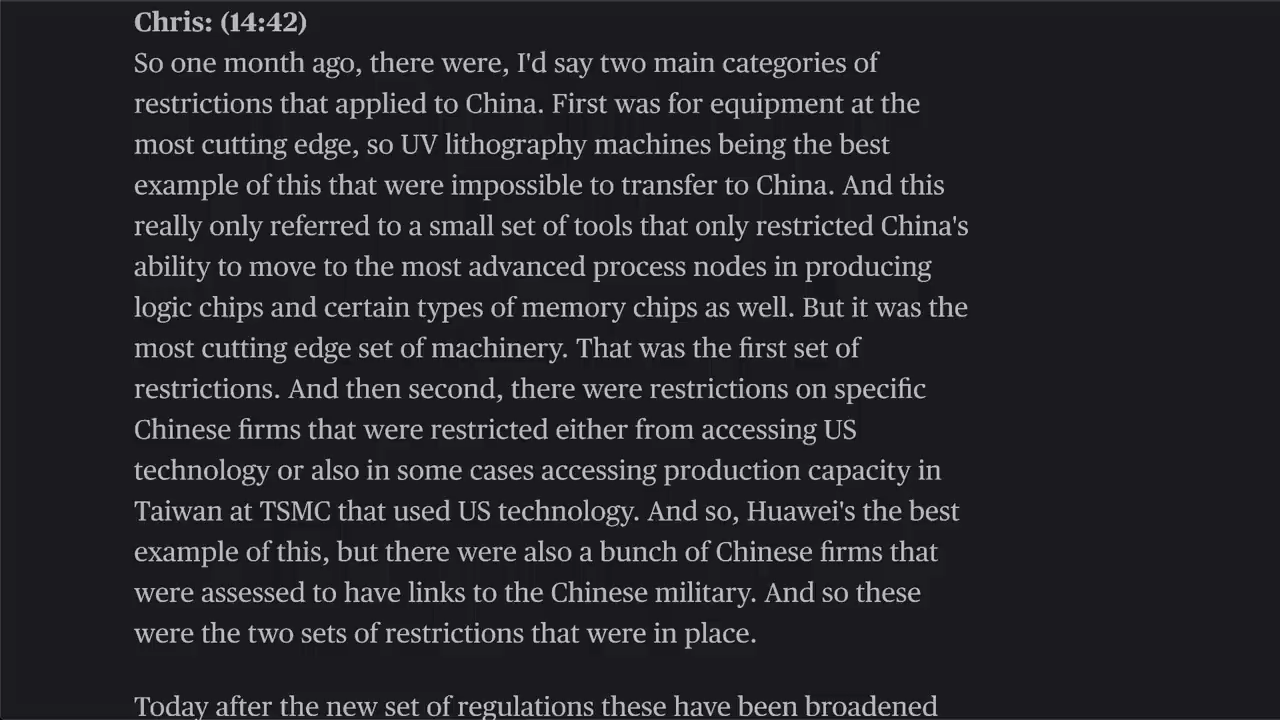 Chris: (14:42)
So one month ago, there were, I'd say two main categories of
restrictions that applied to China. First was for equipment at the
most cutting edge, so UV lithography machines being the best
example of this that were impossible to transfer to China. And this
really only referred to a small set of tools that only restricted China's
ability to move to the most advanced process nodes in producing
logic chips and certain types of memory chips as well. But it was the
most cutting edge set of machinery. That was the first set of
restrictions. And then second, there were restrictions on specific
Chinese firms that were restricted either from accessing US
technology or also in some cases accessing production capacity in
Taiwan at TSMC that used US technology. And so, Huawei's the best
example of this, but there were also a bunch of Chinese firms that
were assessed to have links to the Chinese military. And so these
were the two sets of restrictions that were in place.
Today after the new set of regulations these have been broadened